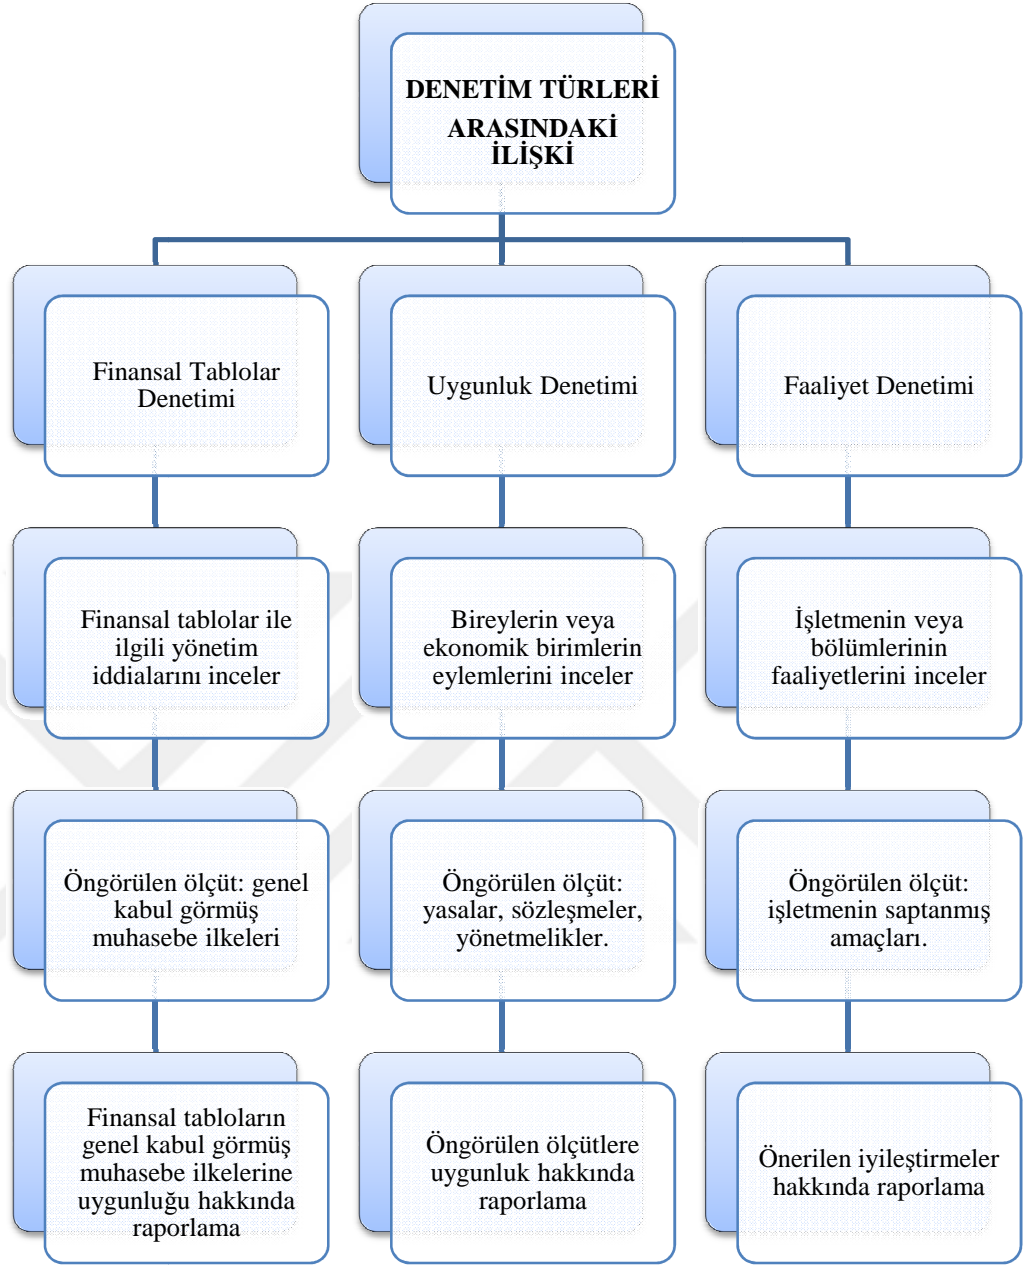 DENETİM TÜRLERİ
ARASINDAKİ
İLİŞKİ
Finansal Tablolar
Denetimi
Uygunluk Denetimi
Faaliyet Denetimi
Finansal tablolar ile
ilgili yönetim
iddialarını inceler
Bireylerin veya
ekonomik birimlerin
eylemlerini inceler
İşletmenin veya
bölümlerinin
faaliyetlerini inceler
Öngörülen ölçüt: genel
kabul görmüş
muhasebe ilkeleri
Öngörülen ölçüt:
yasalar, sözleşmeler,
yönetmelikler.
Öngörülen ölçüt:
işletmenin saptanmış
amaçları.
Finansal tabloların
genel kabul görmüş
muhasebe ilkelerine
uygunluğu hakkında
raporlama
Öngörülen ölçütlere
uygunluk hakkında
raporlama
Önerilen iyileştirmeler
hakkında raporlama